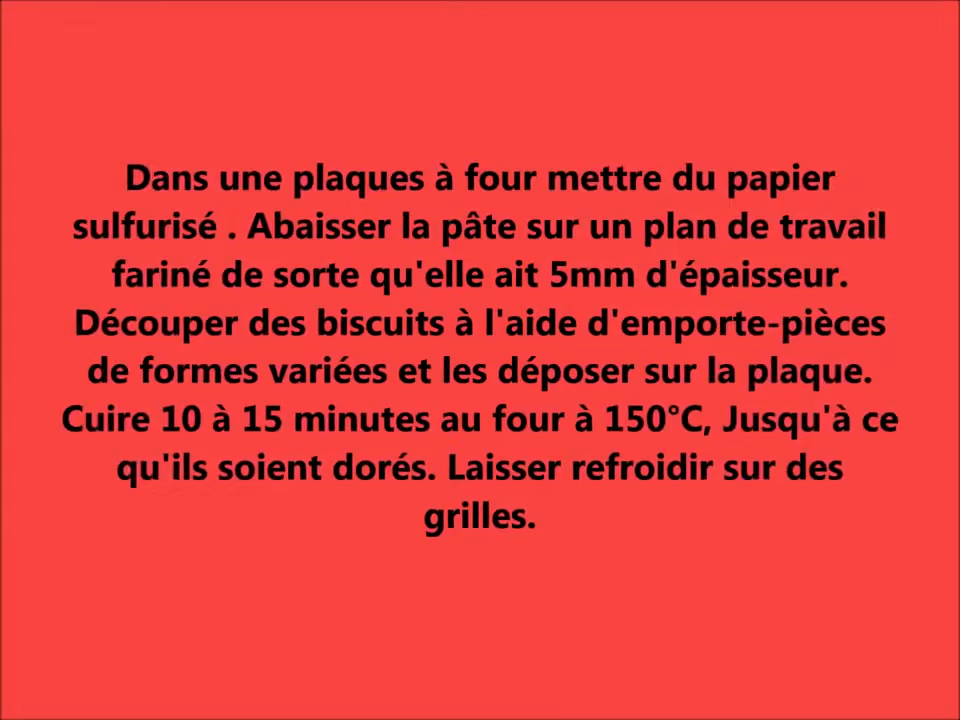 Dans une plaques à four mettre du papier
sulfurisé . Abaisser la pâte sur un plan de travail
fariné de sorte qu'elle ait 5mm d'épaisseur.
Découper des biscuits à l'aide d'emporte-pièces
de formes variées et les déposer sur la plaque.
Cuire 10 à 15 minutes au four à 150°C, Jusqu'à ce
qu'ils soient dorés. Laisser refroidir sur des
grilles.